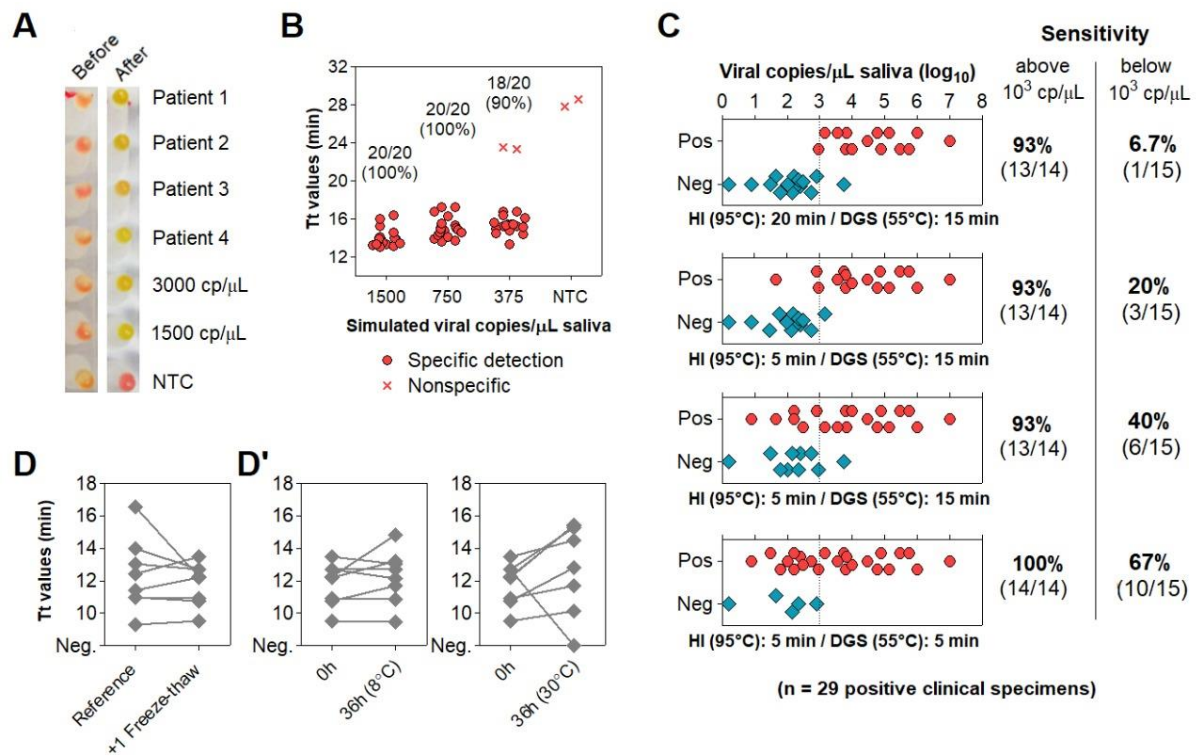 A
Before
After
Patient 1
Patient 2
Patient 3
Patient 4
3000 cp/μL
1500 cp/μL
NTC
B
Tt values (min)
32
28
24
20
16
12
20/20
(100%)
20/20
(100%)
18/20
(90%)
1500
750
375
NTC
Simulated viral copies/μL saliva
Specific detection
Nonspecific
C
Sensitivity
Viral copies/μL saliva (log10)
above
10³ cp/μL
below
10³ cp/μL
0 1 2 3 4 5 6 7 8
Pos
Neg
93%
(13/14)
6.7%
(1/15)
HI (95°C): 20 min / DGS (55°C): 15 min
Pos
Neg
93%
(13/14)
20%
(3/15)
HI (95°C): 5 min / DGS (55°C): 15 min
Pos
Neg
93%
(13/14)
40%
(6/15)
HI (95°C): 5 min / DGS (55°C): 15 min
Pos
Neg
100%
(14/14)
67%
(10/15)
HI (95°C): 5 min / DGS (55°C): 5 min
(n = 29 positive clinical specimens)
D
Tt values (min)
18
16
14
12
10
Neg.
Reference
+1 Freeze-thaw
D'
18
16
14
12
10
Neg.
0h
36h (8°C)
18
16
14
12
10
Neg.
0h
36h (30°C)